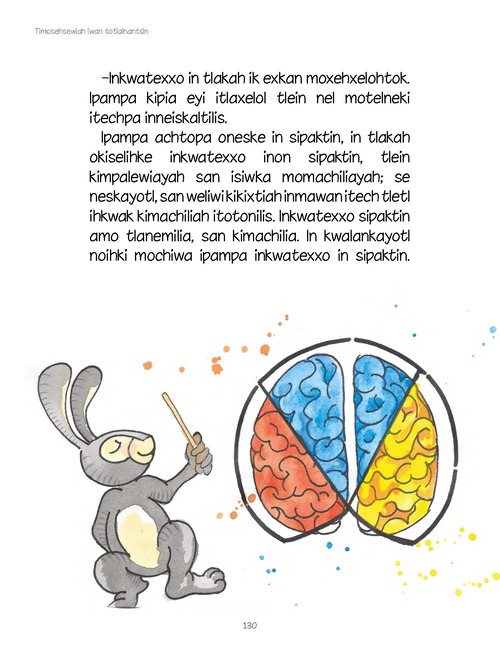 Timosehsewiah iwan totlalnantsin
–Inkwatexxo in tlakah ik exkan moxehxelohtok.
Ipampa kipia eyi itlaxelol tlein nel motelneki
itechpa inneiskaltilis.
Ipampa achtopa oneske in sipaktin, in tlakah
okiselihke inkwatexxo inon sipaktin, tlein
kimpalewiayah san isiwka momachiliayah; se
neskayotl, san weliwi kikixtiah inmawan itech tletl
ihkwak kimachiliah itotonilis. Inkwatexxo sipaktin
amo tlanemilia, san kimachilia. In kwalankayotl
noihki mochiwa ipampa inkwatexxo in sipaktin.
130